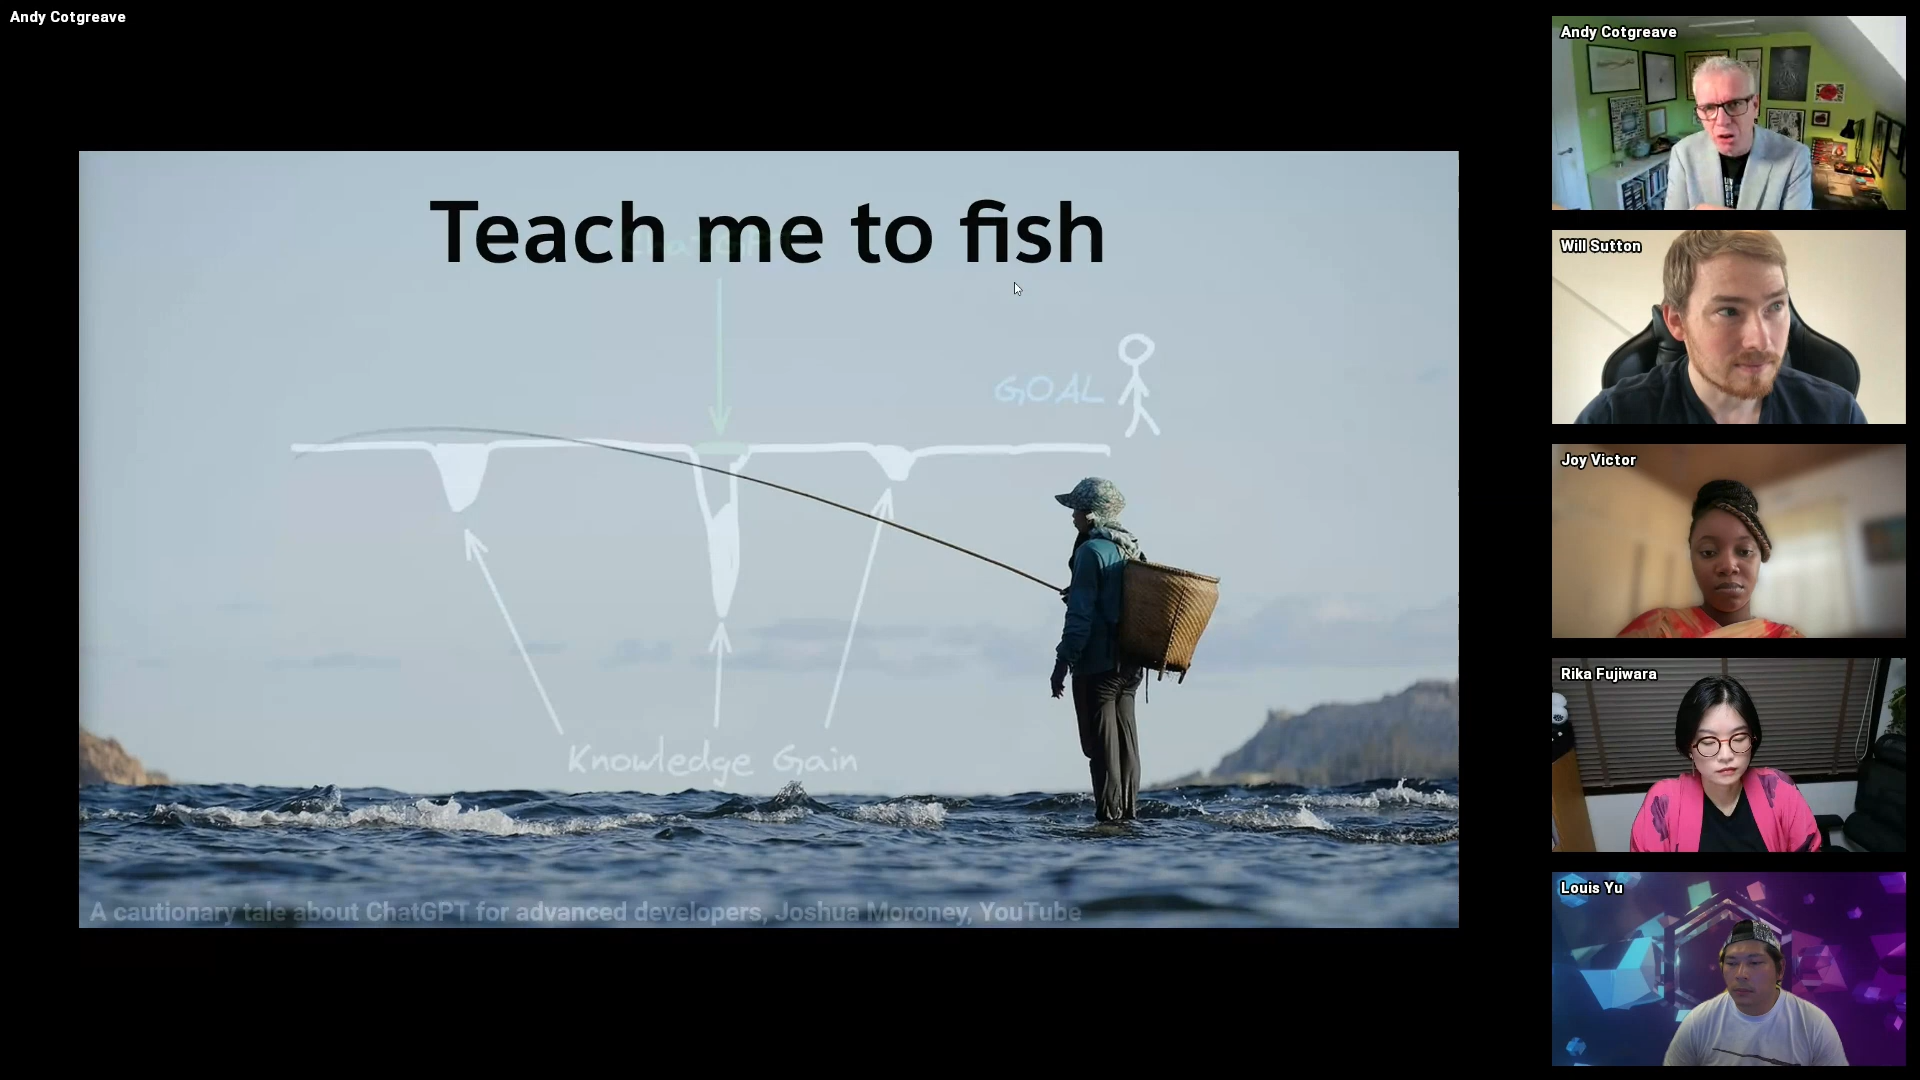 Andy Cotgreave
Teach me to fish
ChatGPT
GOAL
Knowledge Gain
A cautionary tale about ChatGPT for advanced developers, Joshua Moroney, YouTube
Andy Cotgreave
Will Sutton
Joy Victor
Rika Fujiwara
Louis Yu